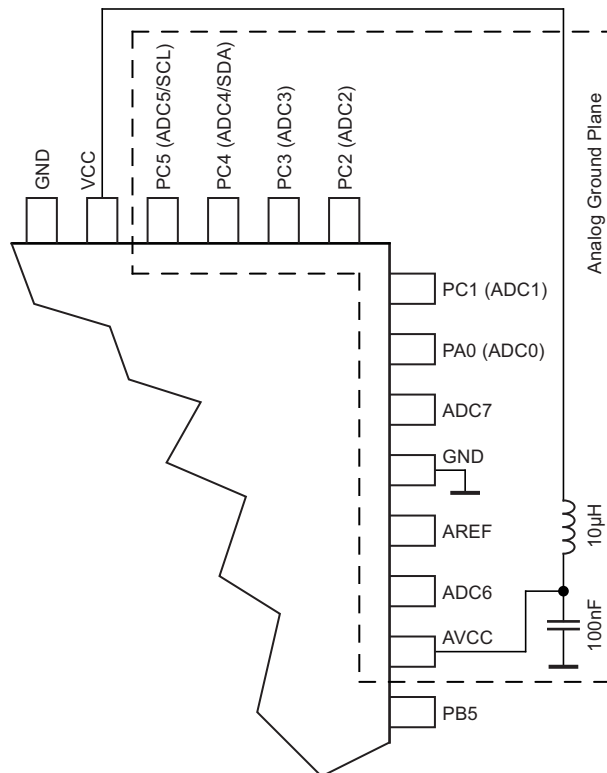 GND
VCC
PC5 (ADC5/SCL)
PC4 (ADC4/SDA)
PC3 (ADC3)
PC2 (ADC2)
Analog Ground Plane
PC1 (ADC1)
PA0 (ADC0)
ADC7
GND
AREF
ADC6
AVCC
PB5
10µH
100nF